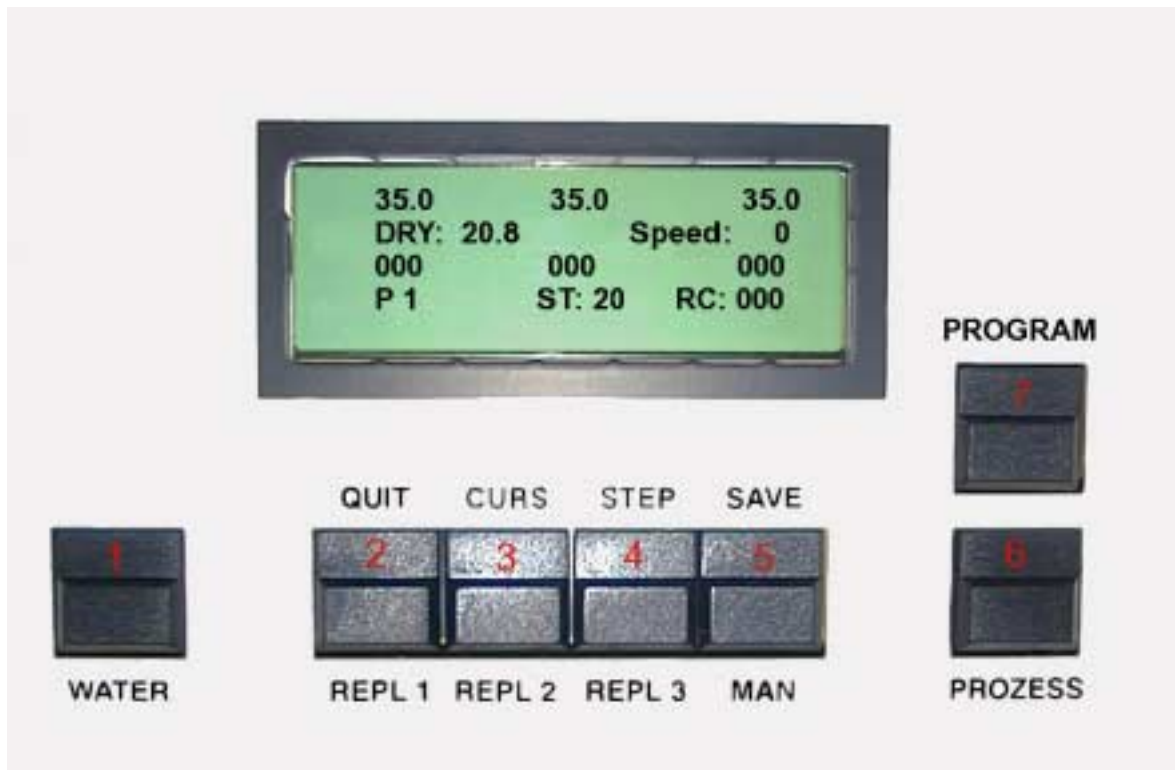 35.0 35.0 35.0
DRY: 20.8 Speed: 0
000 000 000
P 1 ST: 20 RC: 000
PROGRAM
7
QUIT CURS STEP SAVE
1 2 3 4 5 6
WATER REPL 1 REPL 2 REPL 3 MAN PROZESS